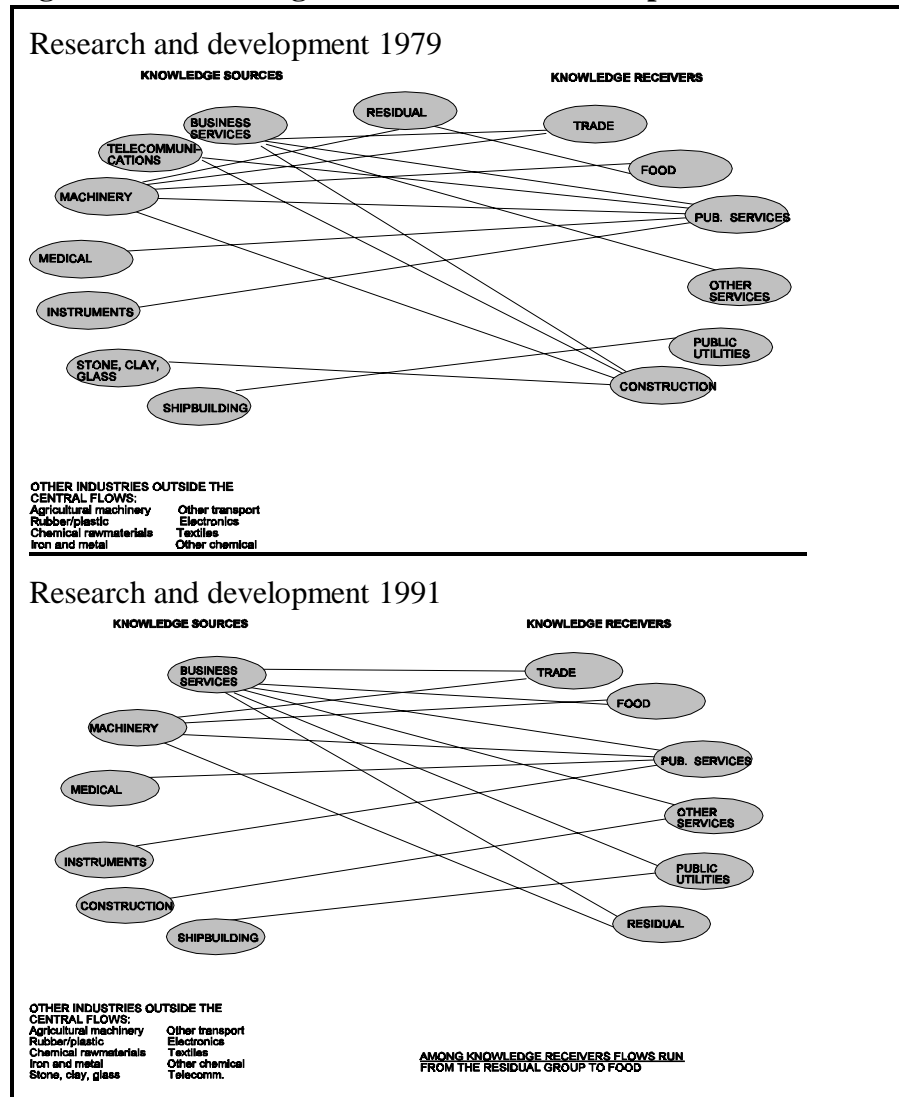 Research and development 1979
KNOWLEDGE SOURCES
KNOWLEDGE RECEIVERS
RESIDUAL
BUSINESS
SERVICES
TRADE
TELECOMMUNI-
CATIONS
FOOD
MACHINERY
PUB. SERVICES
MEDICAL
OTHER
SERVICES
INSTRUMENTS
PUBLIC
UTILITIES
STONE, CLAY,
GLASS
CONSTRUCTION
SHIPBUILDING
OTHER INDUSTRIES OUTSIDE THE
CENTRAL FLOWS:
Agricultural machinery Other transport
Rubber/plastic Electronics
Chemical rawmaterials Textiles
Iron and metal Other chemical
Research and development 1991
KNOWLEDGE SOURCES
KNOWLEDGE RECEIVERS
BUSINESS
SERVICES
TRADE
FOOD
MACHINERY
PUB. SERVICES
MEDICAL
OTHER
SERVICES
INSTRUMENTS
PUBLIC
UTILITIES
CONSTRUCTION
RESIDUAL
SHIPBUILDING
OTHER INDUSTRIES OUTSIDE THE
CENTRAL FLOWS:
Agricultural machinery Other transport
Rubber/plastic Electronics
Chemical rawmaterials Textiles
Iron and metal Other chemical
Stone, clay, glass Telecomm.
AMONG KNOWLEDGE RECEIVERS FLOWS RUN
FROM THE RESIDUAL GROUP TO FOOD